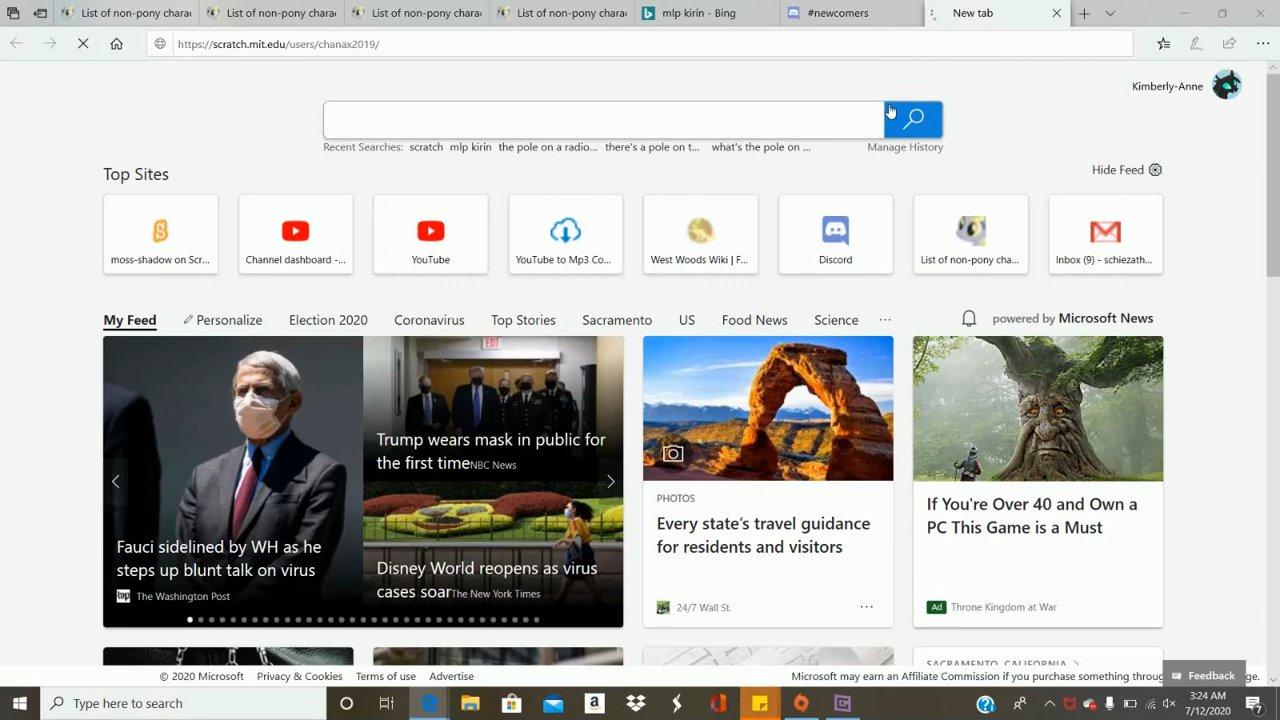 List of non-pony charac
List of non-pony charac
List of non-pony charac
List of non-pony charac
mlp kirin - Bing
#newcomers
New tab
https://scratch.mit.edu/users/chanax2019/
Kimberly-Anne
Recent Searches: scratch mlp kirin the pole on a radio... there's a pole on t... what's the pole on ... Manage History
Top Sites
Hide Feed
moss-shadow on Scr...
Channel dashboard -...
YouTube
YouTube to Mp3 Co...
West Woods Wiki | F...
Discord
List of non-pony cha...
Inbox (9) - schiezath...
My Feed
Personalize
Election 2020
Coronavirus
Top Stories
Sacramento
US
Food News
Science
...
powered by Microsoft News
EXIT
Fauci sidelined by WH as he
steps up blunt talk on virus
wp The Washington Post
Trump wears mask in public for
the first time NBC News
Disney World reopens as virus
cases soar The New York Times
PHOTOS
Every state's travel guidance
for residents and visitors
24/7 Wall St.
...
If You're Over 40 and Own a
PC This Game is a Must
Ad Throne Kingdom at War
SACRAMENTO, CALIFORNIA >
© 2020 Microsoft
Privacy & Cookies
Terms of use
Advertise
Microsoft may earn an Affiliate Commission if you purchase something throug
ge.
Feedback
Type here to search
3:24 AM
7/12/2020
7